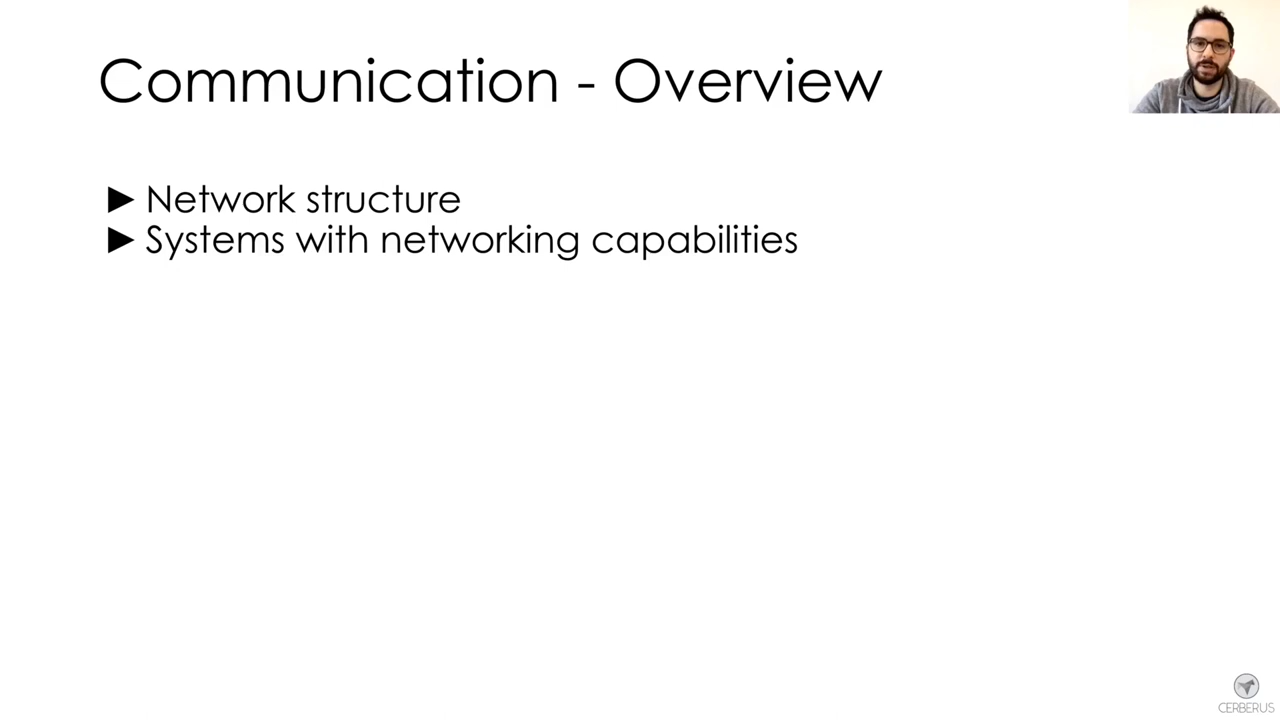 Communication - Overview
► Network structure
► Systems with networking capabilities
CERBERUS